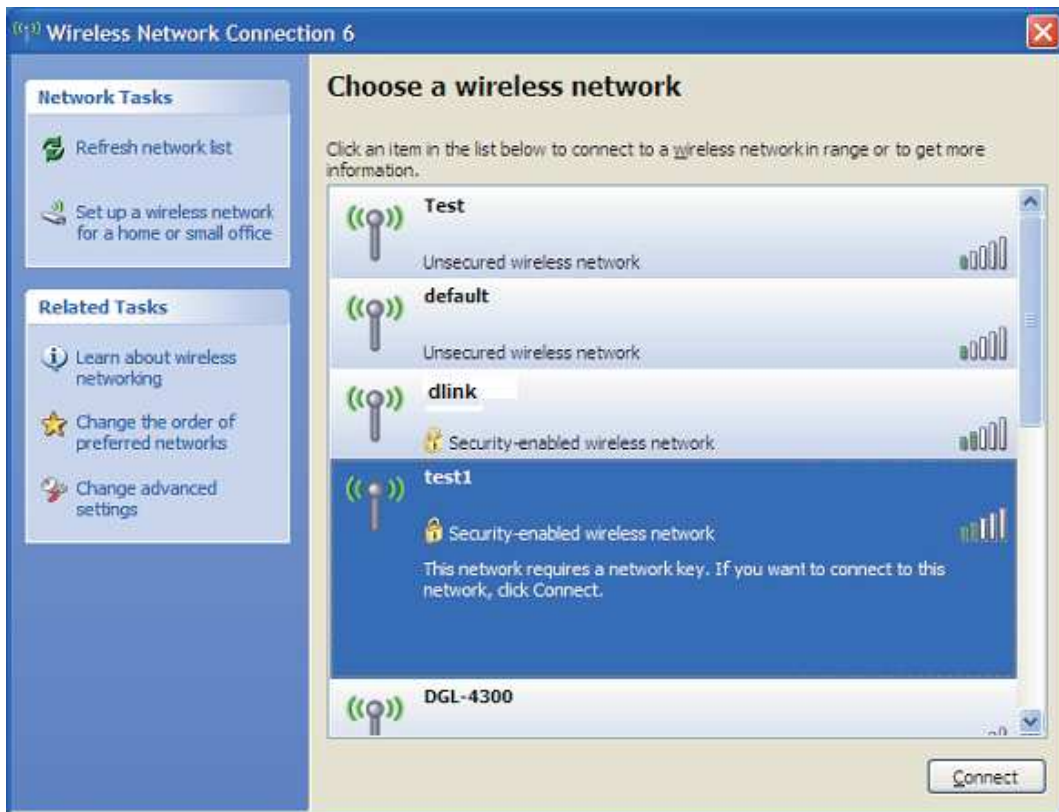 Wireless Network Connection 6
Network Tasks
Refresh network list
Set up a wireless network
for a home or small office
Related Tasks
Learn about wireless
networking
Change the order of
preferred networks
Change advanced
settings
Choose a wireless network
Click an item in the list below to connect to a wireless network in range or to get more
information.
Test
Unsecured wireless network
default
Unsecured wireless network
dlink
Security-enabled wireless network
test1
Security-enabled wireless network
This network requires a network key. If you want to connect to this
network, click Connect.
DGL-4300
Connect